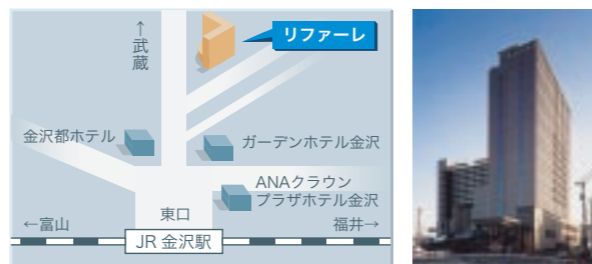 ↑武蔵
リファーレ
金沢都ホテル
ガーデンホテル金沢
ANAクラウン
プラザホテル金沢
東口
←富山
福井→
JR 金沢駅